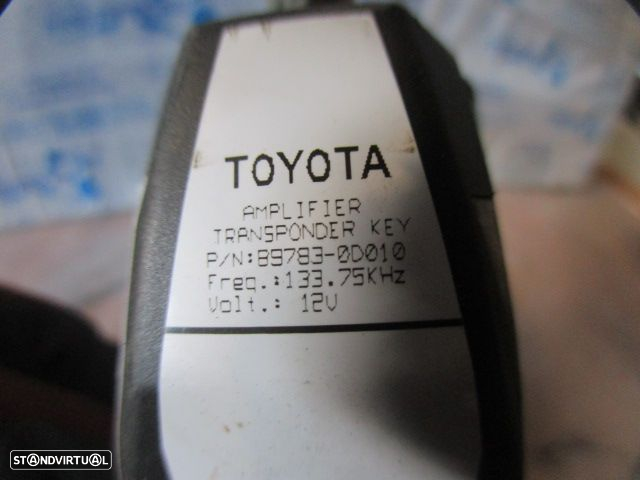 TOYOTA
AMPLIFIER
TRANSPONDER KEY
P/N:89783-0D010
Freq.:133.75KHz
Volt.: 12V
STANDVIRTUAL